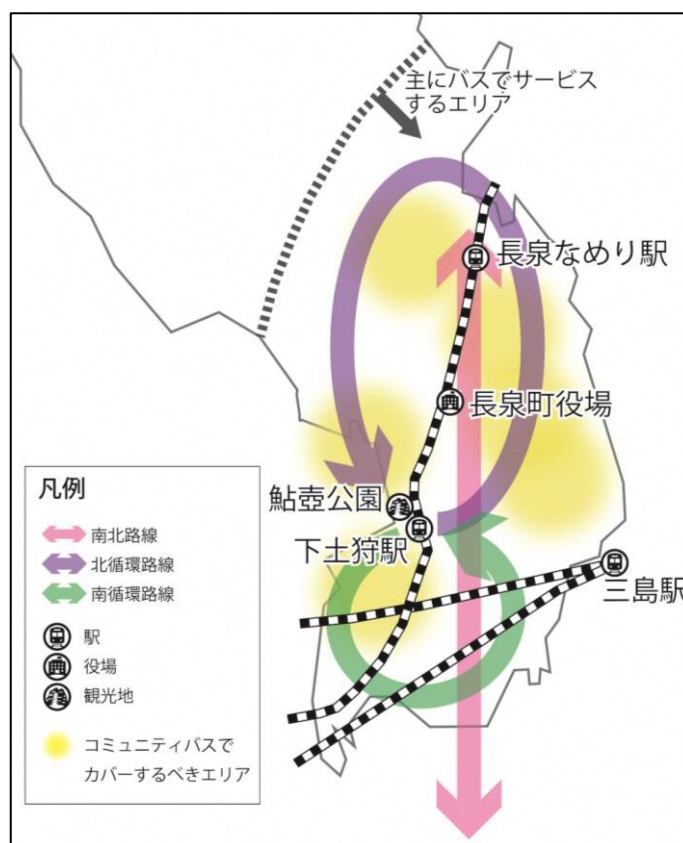 主にバスでサービス
するエリア
長泉なめり駅
長泉町役場
鮎壺公園
下土狩駅
三島駅
凡例
南北路線
北循環路線
南循環路線
駅
役場
観光地
コミュニティバスで
カバーするべきエリア